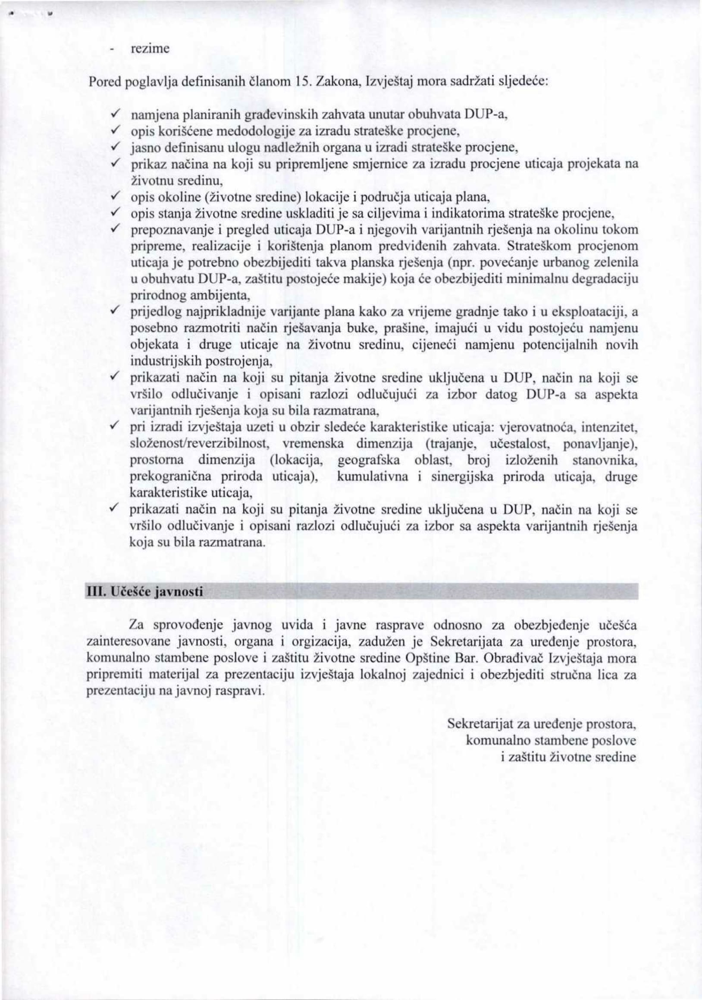 - rezime
Pored poglavlja definisanih članom 15. Zakona, Izvještaj mora sadržati sljedeće:
✓ namjena planiranih građevinskih zahvata unutar obuhvata DUP-a,
✓ opis korišćene medodologije za izradu strateške procjene,
✓ jasno definisanu ulogu nadležnih organa u izradi strateške procjene,
✓ prikaz načina na koji su pripremljene smjernice za izradu procjene uticaja projekata na
životnu sredinu,
✓ opis okoline (životne sredine) lokacije i područja uticaja plana,
✓ opis stanja životne sredine uskladiti je sa ciljevima i indikatorima strateške procjene,
✓ prepoznavanje i pregled uticaja DUP-a i njegovih varijantnih rješenja na okolinu tokom
pripreme, realizacije i korištenja planom predviđenih zahvata. Strateškom procjenom
uticaja je potrebno obezbijediti takva planska rješenja (npr. povećanje urbanog zelenila
u obuhvatu DUP-a, zaštitu postojeće makije) koja će obezbijediti minimalnu degradaciju
prirodnog ambijenta,
✓ prijedlog najprikladnije varijante plana kako za vrijeme gradnje tako i u eksploataciji, a
posebno razmotriti način rješavanja buke, prašine, imajući u vidu postojeću namjenu
objekata i druge uticaje na životnu sredinu, cijeneći namjenu potencijalnih novih
industrijskih postrojenja,
✓ prikazati način na koji su pitanja životne sredine uključena u DUP, način na koji se
vršilo odlučivanje i opisani razlozi odlučujući za izbor datog DUP-a sa aspekta
varijantnih rješenja koja su bila razmatrana,
✓ pri izradi izvještaja uzeti u obzir sledeće karakteristike uticaja: vjerovatnoća, intenzitet,
složenost/reverzibilnost, vremenska dimenzija (trajanje, učestalost, ponavljanje),
prostorna dimenzija (lokacija, geografska oblast, broj izloženih stanovnika,
prekogranična priroda uticaja), kumulativna i sinergijska priroda uticaja, druge
karakteristike uticaja,
✓ prikazati način na koji su pitanja životne sredine uključena u DUP, način na koji se
vršilo odlučivanje i opisani razlozi odlučujući za izbor sa aspekta varijantnih rješenja
koja su bila razmatrana.
III. Učešće javnosti
Za sprovođenje javnog uvida i javne rasprave odnosno za obezbjeđenje učešća
zainteresovane javnosti, organa i orgizacija, zadužen je Sekretarijata za uređenje prostora,
komunalno stambene poslove i zaštitu životne sredine Opštine Bar. Obrađivač Izvještaja mora
pripremiti materijal za prezentaciju izvještaja lokalnoj zajednici i obezbjediti stručna lica za
prezentaciju na javnoj raspravi.
Sekretarijat za uređenje prostora,
komunalno stambene poslove
i zaštitu životne sredine